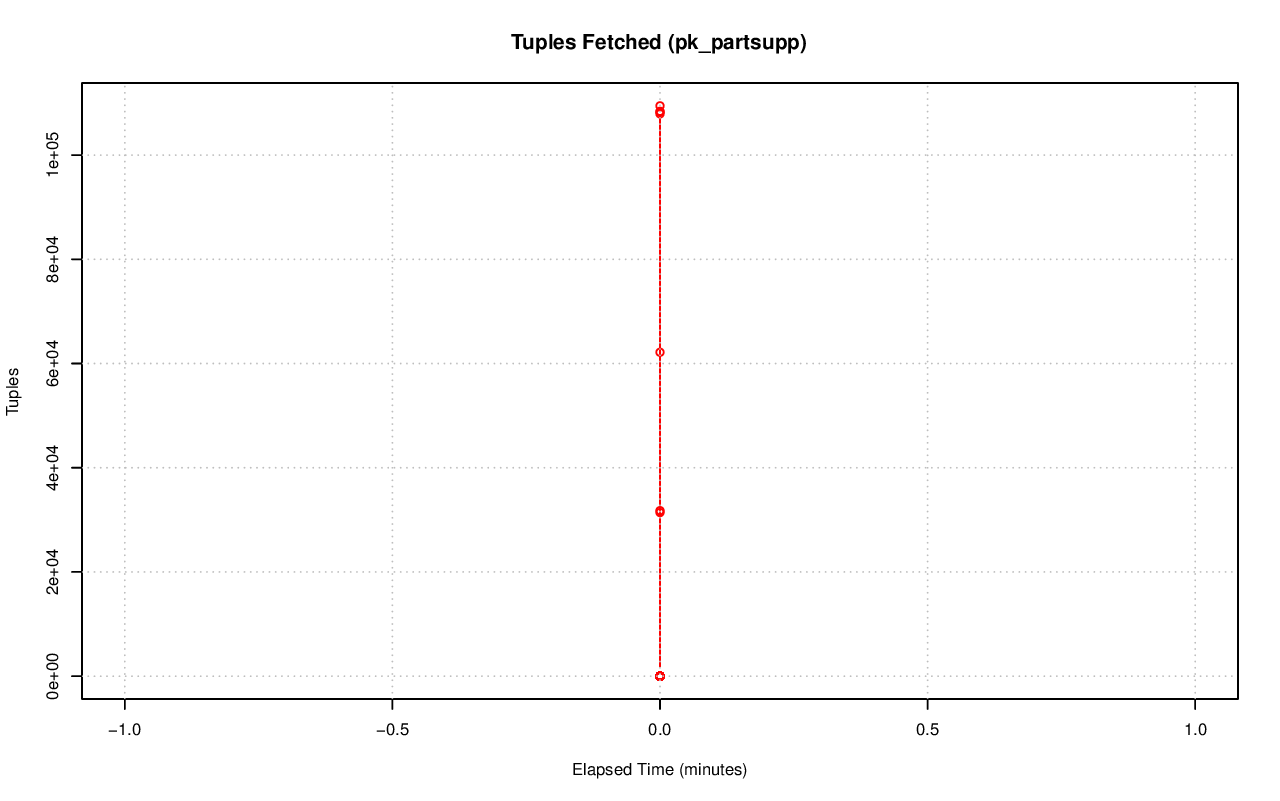 Tuples Fetched (pk_partsupp)
Tuples
1e+05
8e+04
6e+04
4e+04
2e+04
0e+00
−1.0
−0.5
0.0
0.5
1.0
Elapsed Time (minutes)